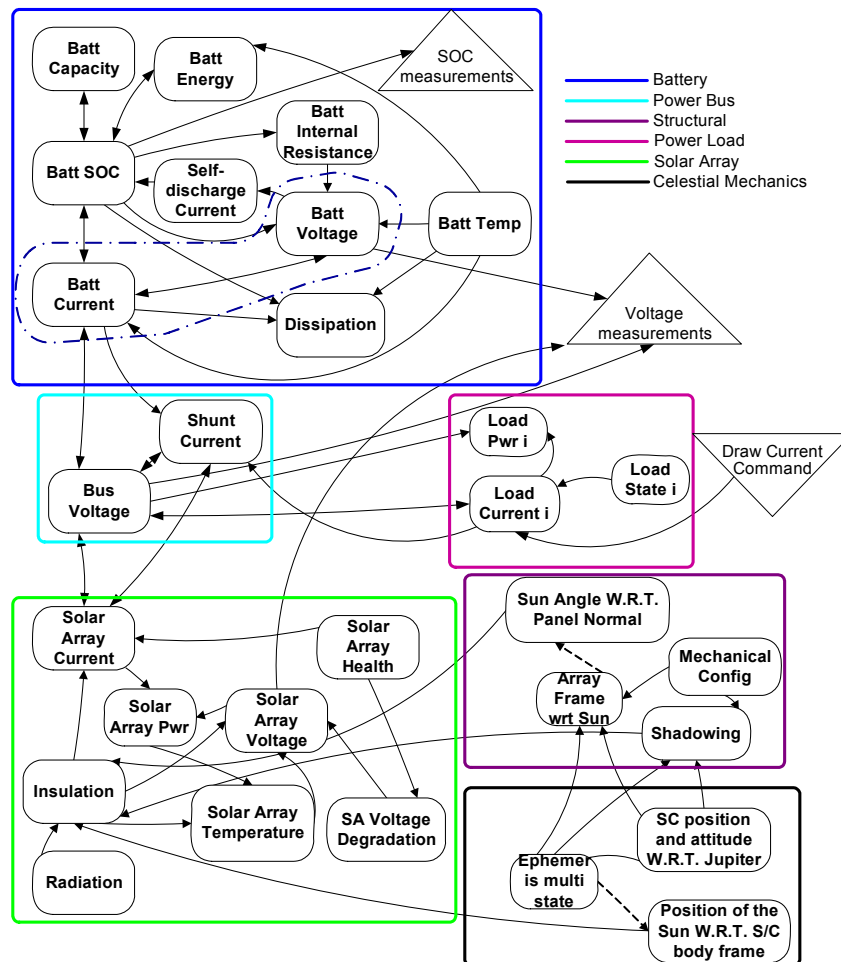 Batt
Capacity
Batt
Energy
SOC
measurements
Battery
Power Bus
Structural
Power Load
Solar Array
Celestial Mechanics
Batt
Internal
Resistance
Batt SOC
Self-
discharge
Current
Batt
Voltage
Batt Temp
Batt
Current
Dissipation
Voltage
measurements
Shunt
Current
Bus
Voltage
Load
Pwr i
Load
State i
Load
Current i
Draw Current
Command
Solar
Array
Current
Solar
Array
Health
Solar
Array Pwr
Solar
Array
Voltage
Insulation
Solar Array
Temperature
SA Voltage
Degradation
Radiation
Sun Angle W.R.T.
Panel Normal
Mechanical
Config
Array
Frame
wrt Sun
Shadowing
SC position
and attitude
W.R.T. Jupiter
Ephemer
is multi
state
Position of the
Sun W.R.T. S/C
body frame